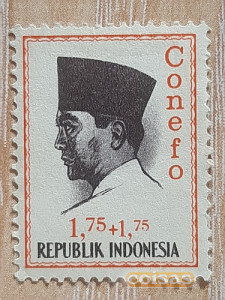 Conefo
1,75+1,75
REPUBLIK INDONESIA